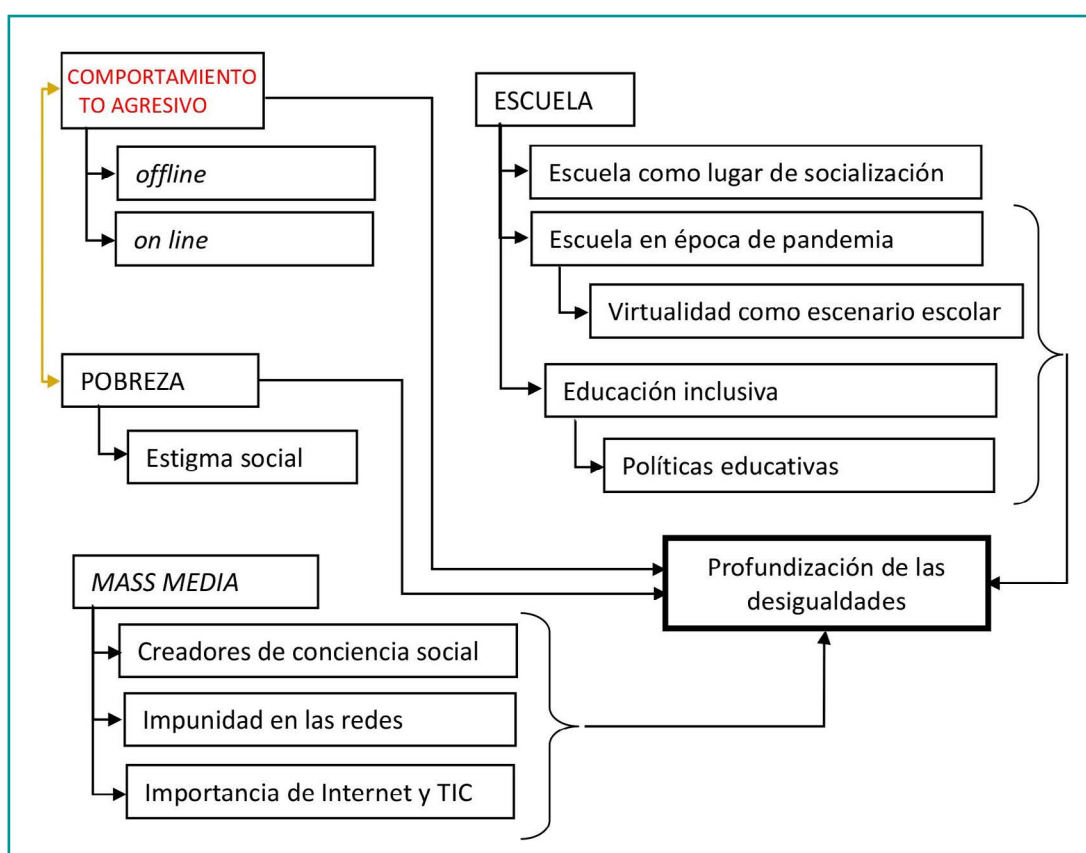 COMPORTAMIENTO
TO AGRESIVO
offline
on line
POBREZA
Estigma social
MASS MEDIA
Creadores de conciencia social
Impunidad en las redes
Importancia de Internet y TIC
ESCUELA
Escuela como lugar de socialización
Escuela en época de pandemia
Virtualidad como escenario escolar
Educación inclusiva
Políticas educativas
Profundización de las
desigualdades